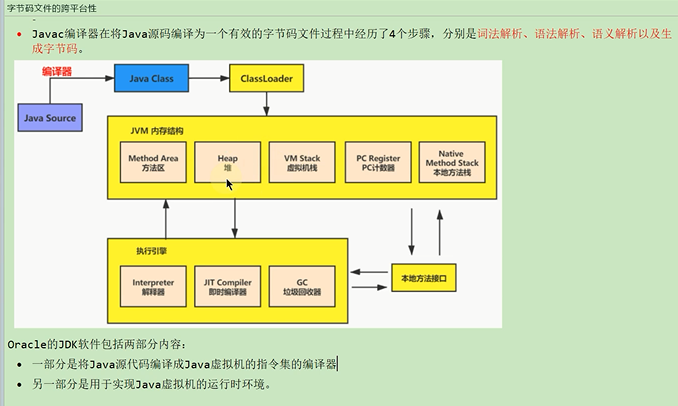 字节码文件的跨平台性
Javac编译器在将Java源码编译为一个有效的字节码文件过程中经历了4个步骤，分别是词法解析、语法解析、语义解析以及生
成字节码。
编译器
Java Class
ClassLoader
Java Source
JVM 内存结构
Method Area
方法区
Heap
堆
VM Stack
虚拟机栈
PC Register
PC计数器
Native
Method Stack
本地方法栈
执行引擎
Interpreter
解释器
JIT Compiler
即时编译器
GC
垃圾回收器
本地方法接口
Oracle的JDK软件包括两部分内容：
一部分是将Java源代码编译成Java虚拟机的指令集的编译器
另一部分是用于实现Java虚拟机的运行时环境。